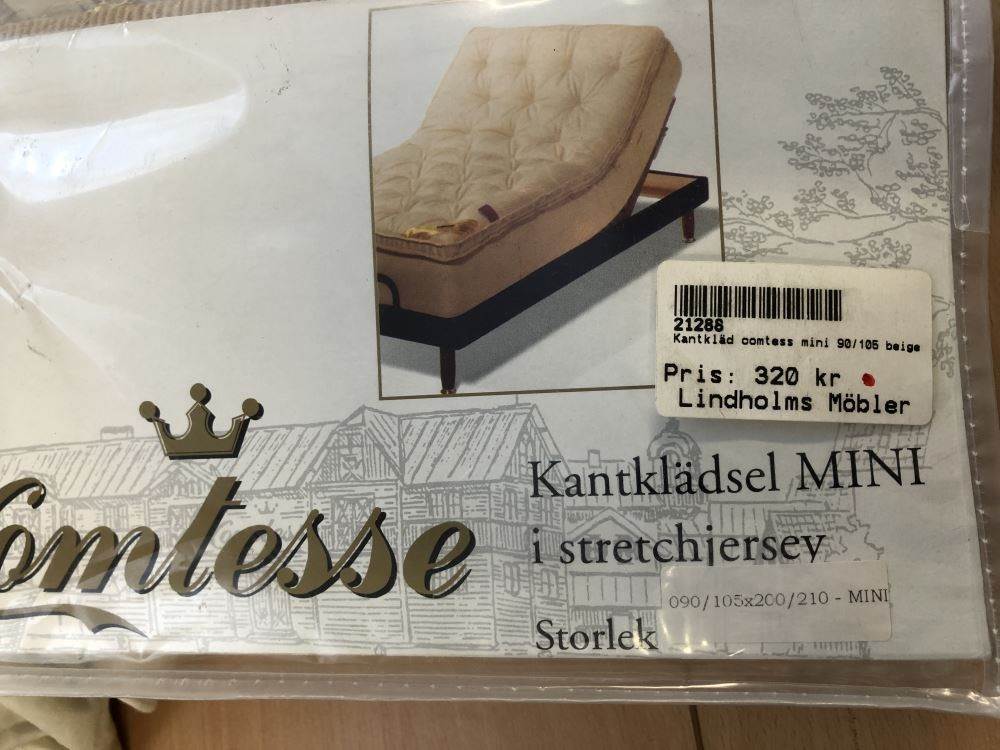 21288
Kantkläd comtess mini 90/105 beige
Pris: 320 kr
Lindholms Möbler
Comtesse
Kantklädsel MINI
i stretchjersey
090/105x200/210 - MINI
Storlek